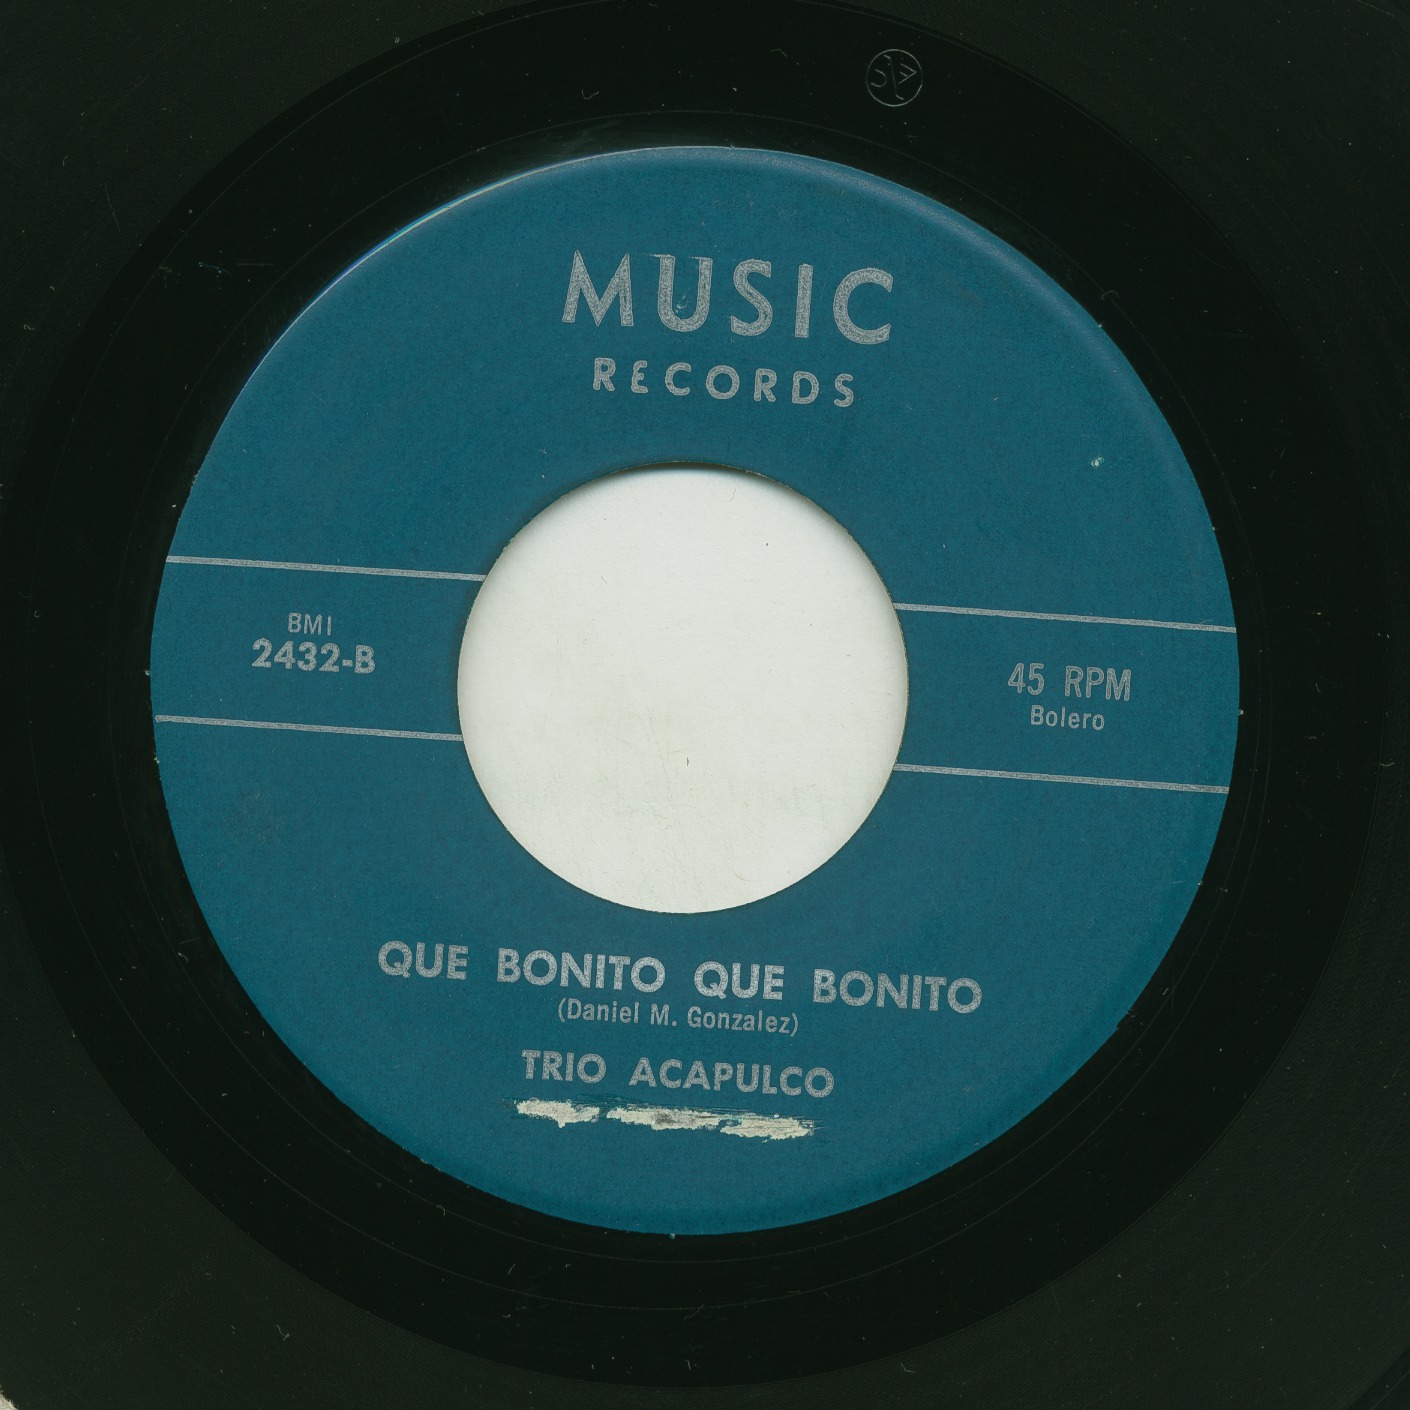 MUSIC
RECORDS
BMI
2432-B
45 RPM
Bolero
QUE BONITO QUE BONITO
(Daniel M. Gonzalez)
TRIO ACAPULCO